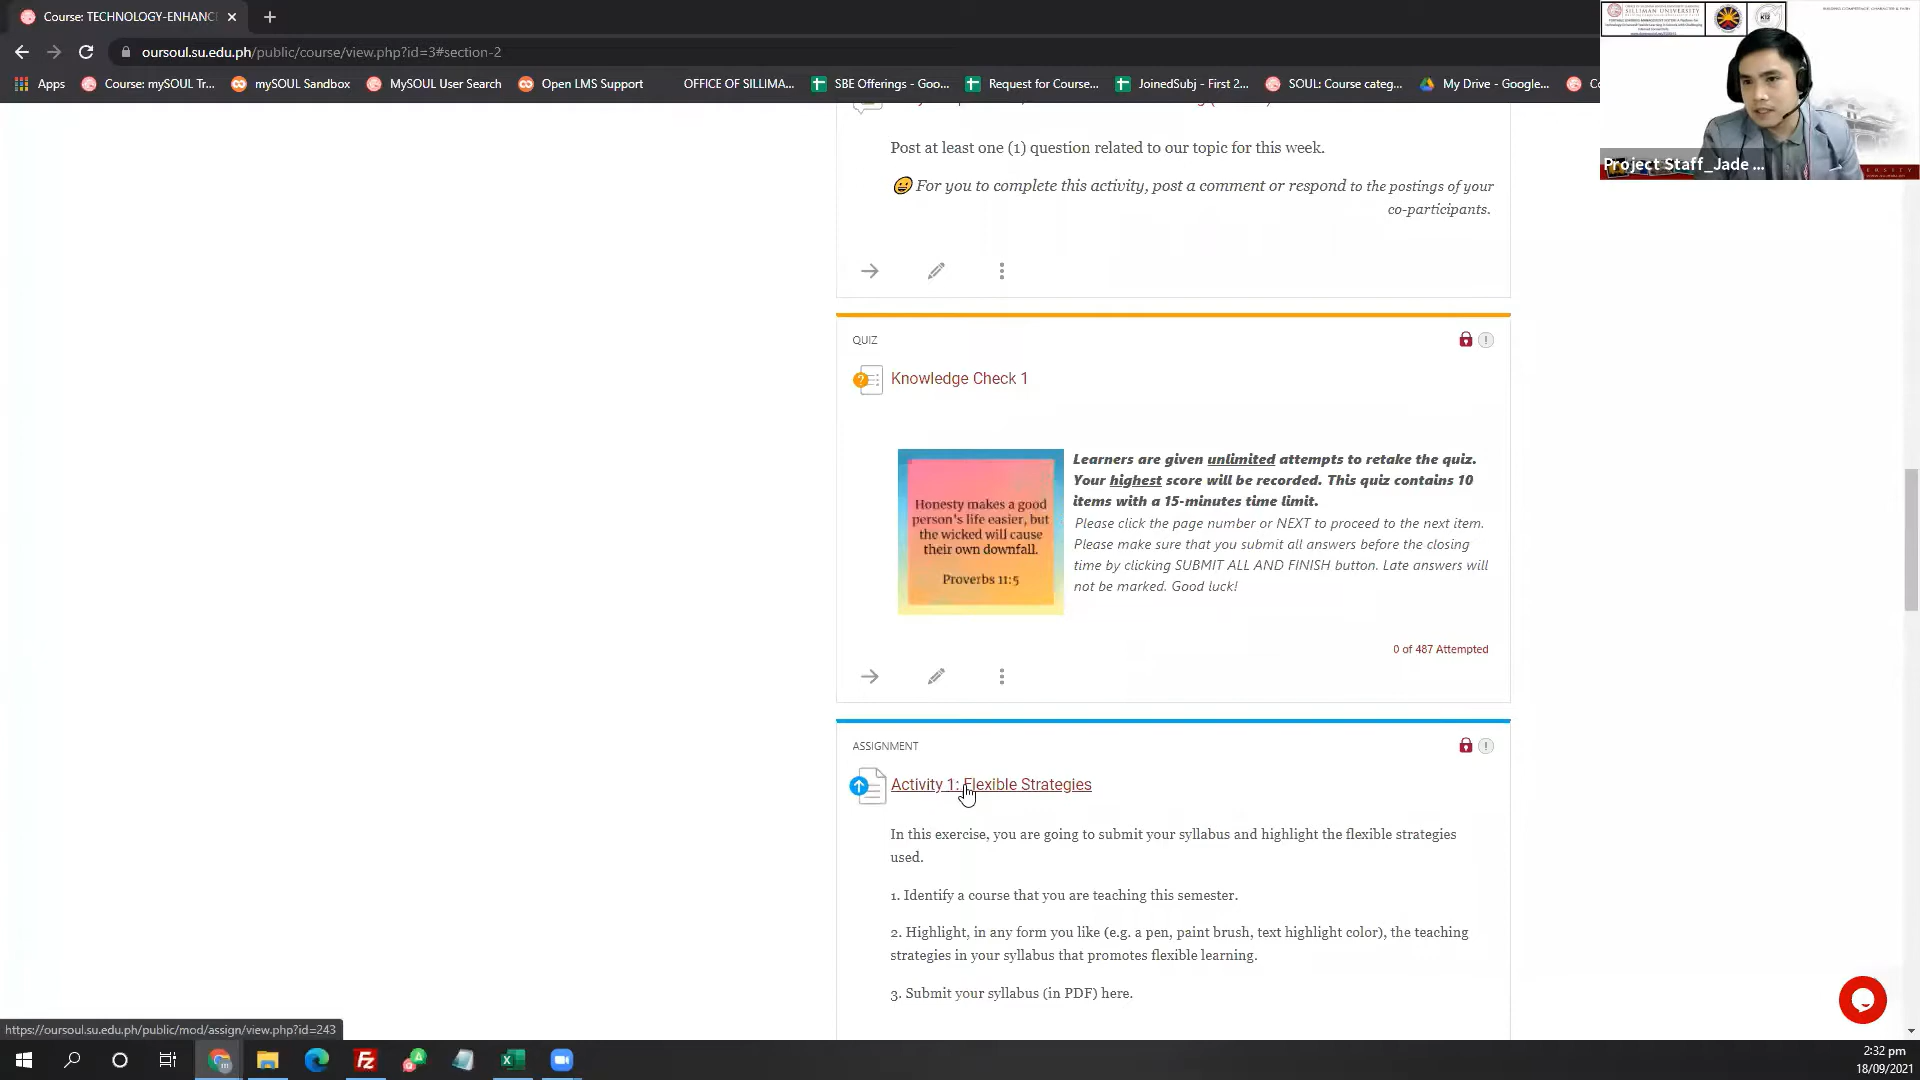 Course: TECHNOLOGY-ENHANC
oursoul.su.edu.ph/public/course/view.php?id=3#section-2
Apps
Course: mySOUL Tr...
mySOUL Sandbox
MySOUL User Search
Open LMS Support
OFFICE OF SILLIMA...
SBE Offerings - Goo...
Request for Course...
JoinedSubj - First 2...
SOUL: Course categ...
My Drive - Google...
SILLIMAN UNIVERSITY
Project Staff_Jade ...
Post at least one (1) question related to our topic for this week.
For you to complete this activity, post a comment or respond to the postings of your
co-participants.
QUIZ
Knowledge Check 1
Honesty makes a good
person's life easier, but
the wicked will cause
their own downfall.
Proverbs 11:5
Learners are given unlimited attempts to retake the quiz.
Your highest score will be recorded. This quiz contains 10
items with a 15-minutes time limit.
Please click the page number or NEXT to proceed to the next item.
Please make sure that you submit all answers before the closing
time by clicking SUBMIT ALL AND FINISH button. Late answers will
not be marked. Good luck!
0 of 487 Attempted
ASSIGNMENT
Activity 1: Flexible Strategies
In this exercise, you are going to submit your syllabus and highlight the flexible strategies
used.
1. Identify a course that you are teaching this semester.
2. Highlight, in any form you like (e.g. a pen, paint brush, text highlight color), the teaching
strategies in your syllabus that promotes flexible learning.
3. Submit your syllabus (in PDF) here.
https://oursoul.su.edu.ph/public/mod/assign/view.php?id=243
2:32 pm
18/09/2021